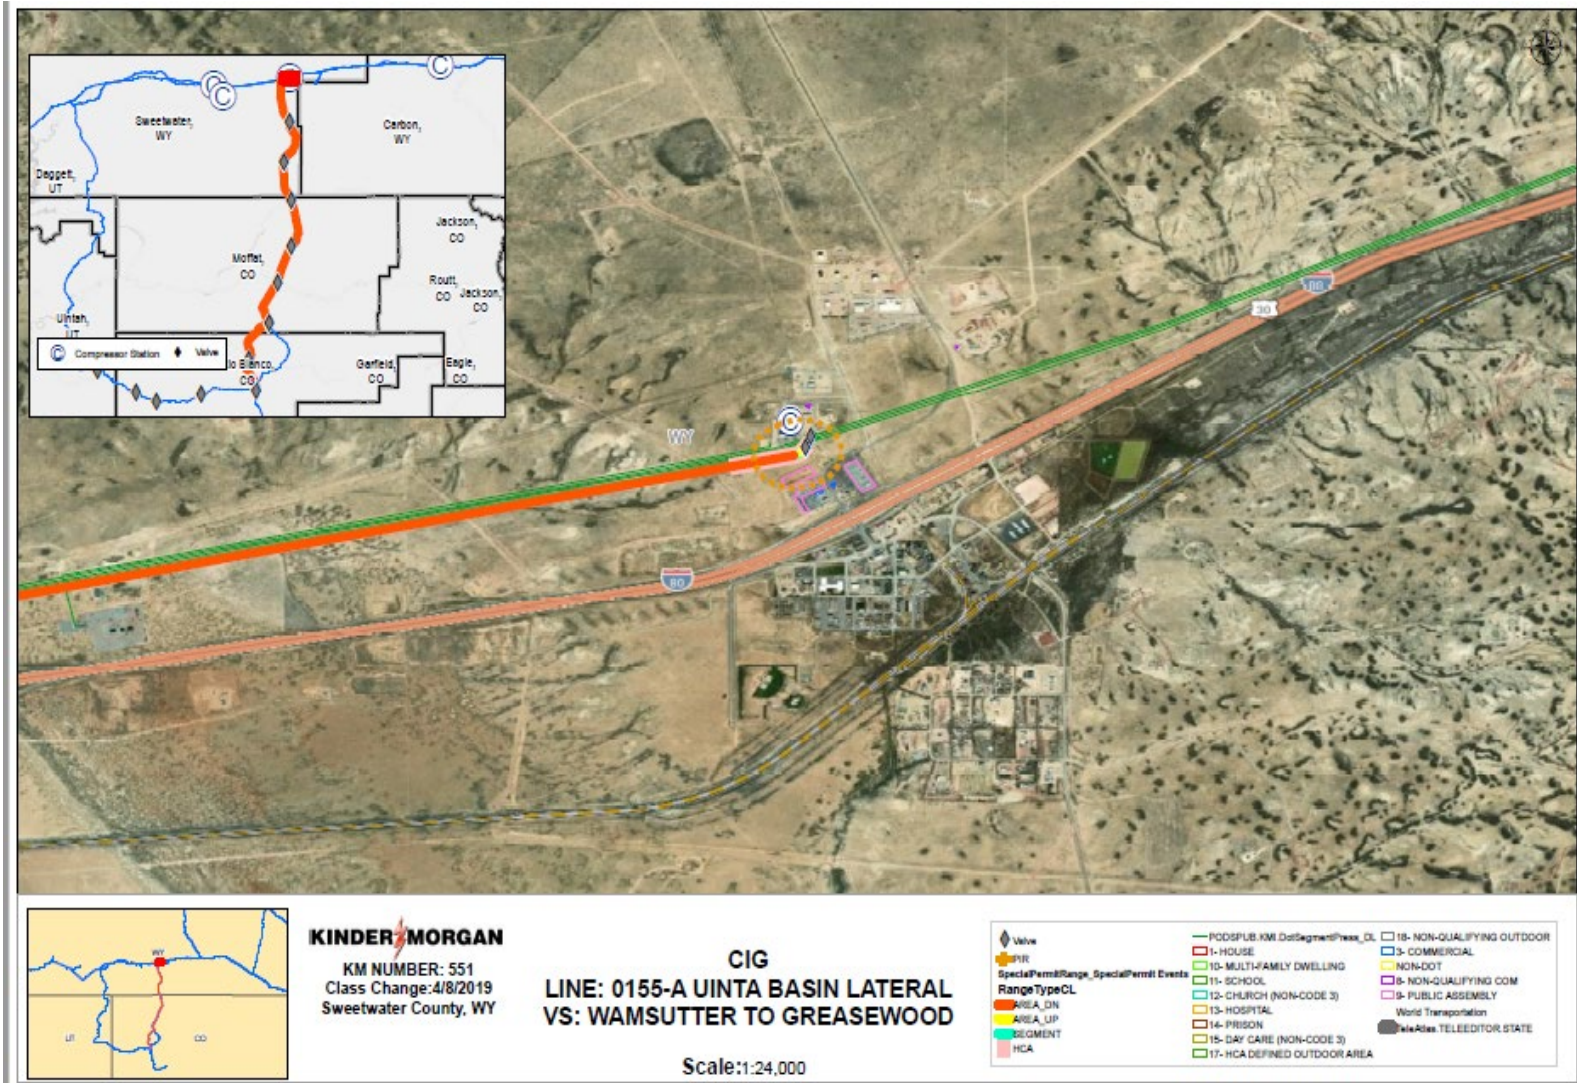 Sweetwater,
WY
Carbon,
WY
Daggett,
UT
Jackson,
CO
Moffat,
CO
Routt,
CO
Jackson,
CO
Uintah,
UT
C Compressor Station Valve
io Blanco,
CO
Garfield,
CO
Eagle,
CO
C
C
C
WY
C
80
30
80
WY
UT
CO
KINDER MORGAN
KM NUMBER: 551
Class Change:4/8/2019
Sweetwater County, WY
CIG
LINE: 0155-A UINTA BASIN LATERAL
VS: WAMSUTTER TO GREASEWOOD
Scale:1:24,000
Valve
PIR
SpecialPermitRange_SpecialPermit Events
RangeTypeCL
AREA_DN
AREA_UP
SEGMENT
HCA
PODSPUB.KMI.DotSegmentPress_DL
1- HOUSE
10- MULTI-FAMILY DWELLING
11- SCHOOL
12- CHURCH (NON-CODE 3)
13- HOSPITAL
14- PRISON
15- DAY CARE (NON-CODE 3)
17- HCA DEFINED OUTDOOR AREA
18- NON-QUALIFYING OUTDOOR
3- COMMERCIAL
NON-DOT
8- NON-QUALIFYING COM
9- PUBLIC ASSEMBLY
World Transportation
TeleAtlas.TELEEDITOR.STATE